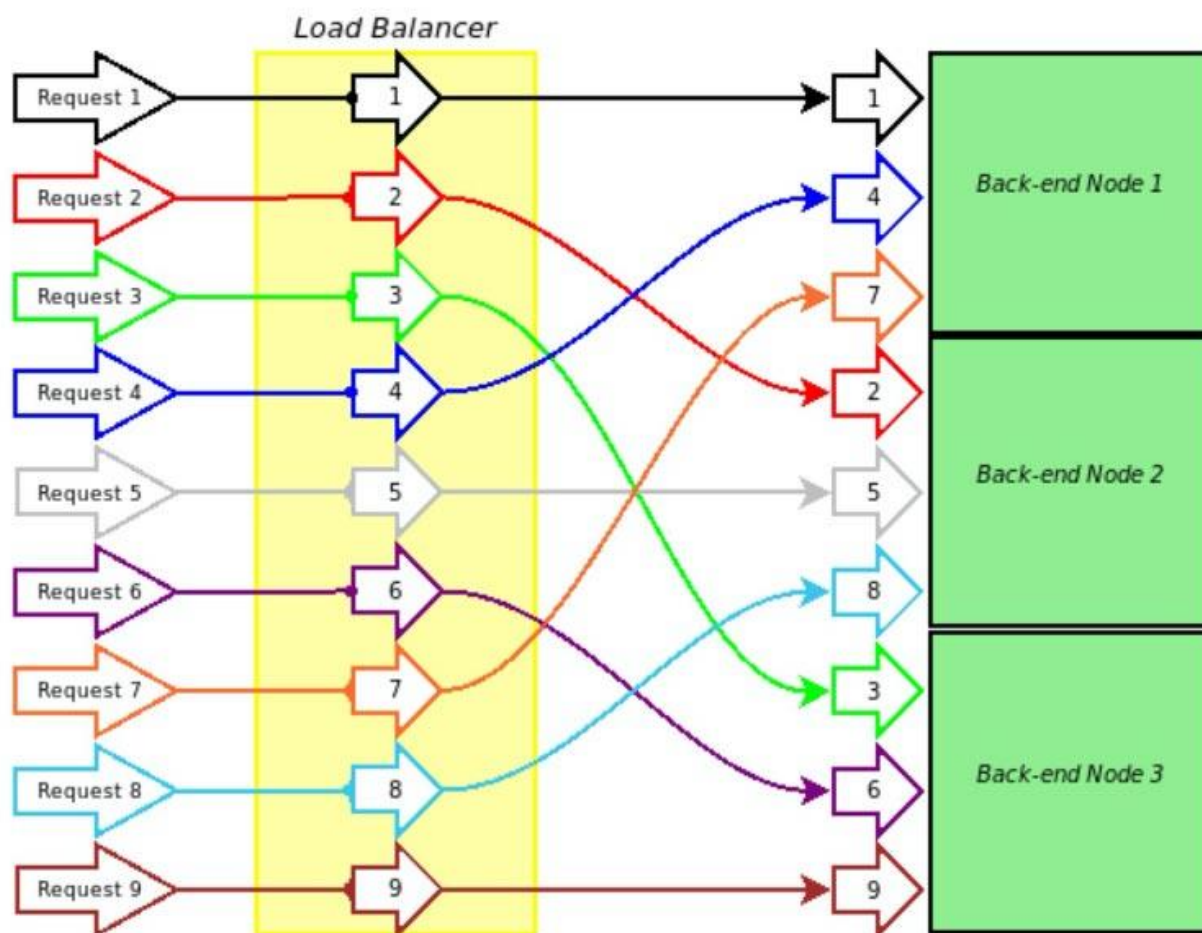 Load Balancer
Request 1
1
1
Request 2
2
4
Back-end Node 1
Request 3
3
7
Request 4
4
2
Request 5
5
5
Back-end Node 2
Request 6
6
8
Request 7
7
3
Request 8
8
6
Back-end Node 3
Request 9
9
9